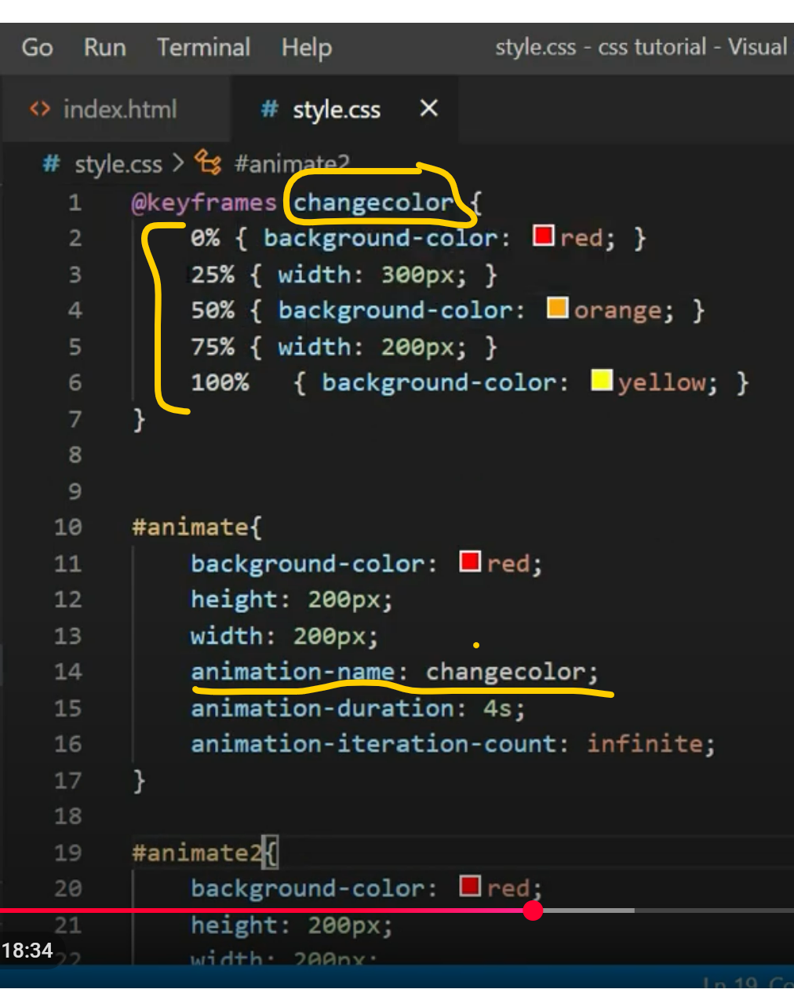 Go Run Terminal Help style.css - css tutorial - Visual
<> index.html # style.css ×
# style.css > #animate2
1 @keyframes changecolor {
2 0% { background-color: red; }
3 25% { width: 300px; }
4 50% { background-color: orange; }
5 75% { width: 200px; }
6 100% { background-color: yellow; }
7 }
8
9
10 #animate{
11 background-color: red;
12 height: 200px;
13 width: 200px;
14 animation-name: changecolor;
15 animation-duration: 4s;
16 animation-iteration-count: infinite;
17 }
18
19 #animate2{
20 background-color: red;
21 height: 200px;
18:34
22 width: 200px;
Ln 19, Co